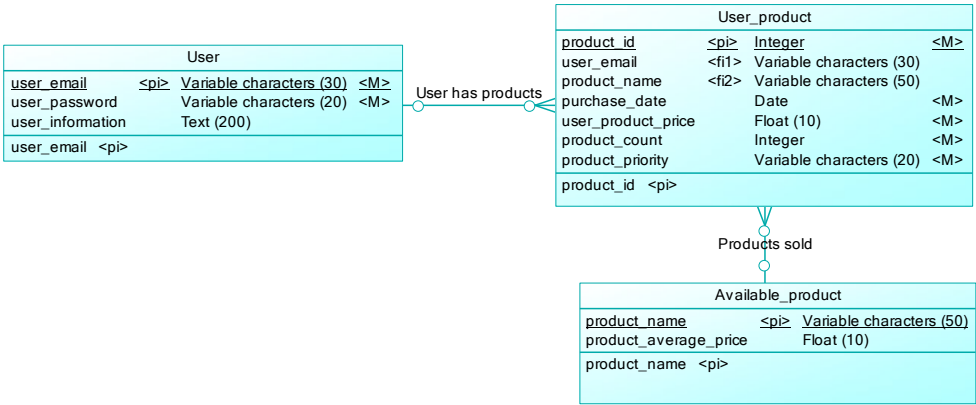 User
user_email <pi> Variable characters (30) <M>
user_password Variable characters (20) <M>
user_information Text (200)
user_email <pi>
User has products
User_product
product_id <pi> Integer <M>
user_email <fi1> Variable characters (30)
product_name <fi2> Variable characters (50)
purchase_date Date <M>
user_product_price Float (10) <M>
product_count Integer <M>
product_priority Variable characters (20) <M>
product_id <pi>
Products sold
Available_product
product_name <pi> Variable characters (50)
product_average_price Float (10)
product_name <pi>